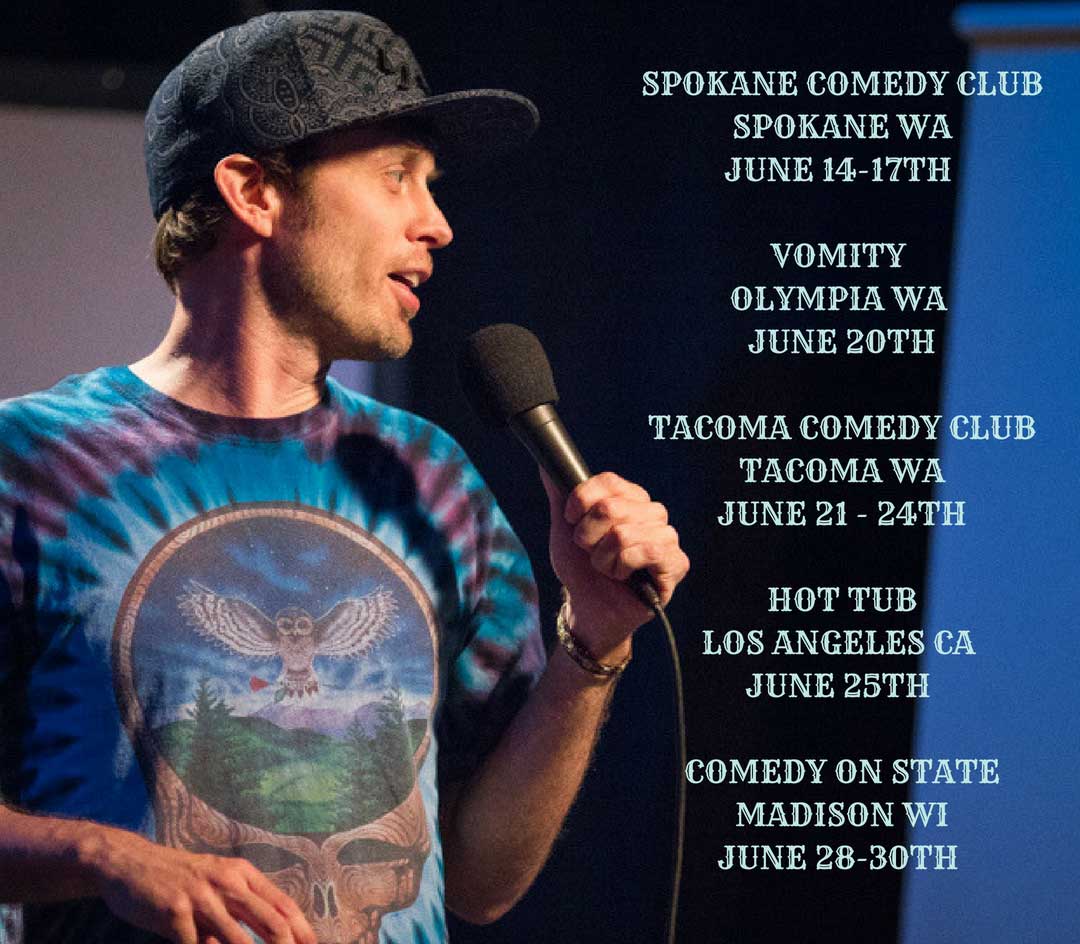 SPOKANE COMEDY CLUB
SPOKANE WA
JUNE 14-17TH
VOMITY
OLYMPIA WA
JUNE 20TH
TACOMA COMEDY CLUB
TACOMA WA
JUNE 21 - 24TH
HOT TUB
LOS ANGELES CA
JUNE 25TH
COMEDY ON STATE
MADISON WI
JUNE 28-30TH